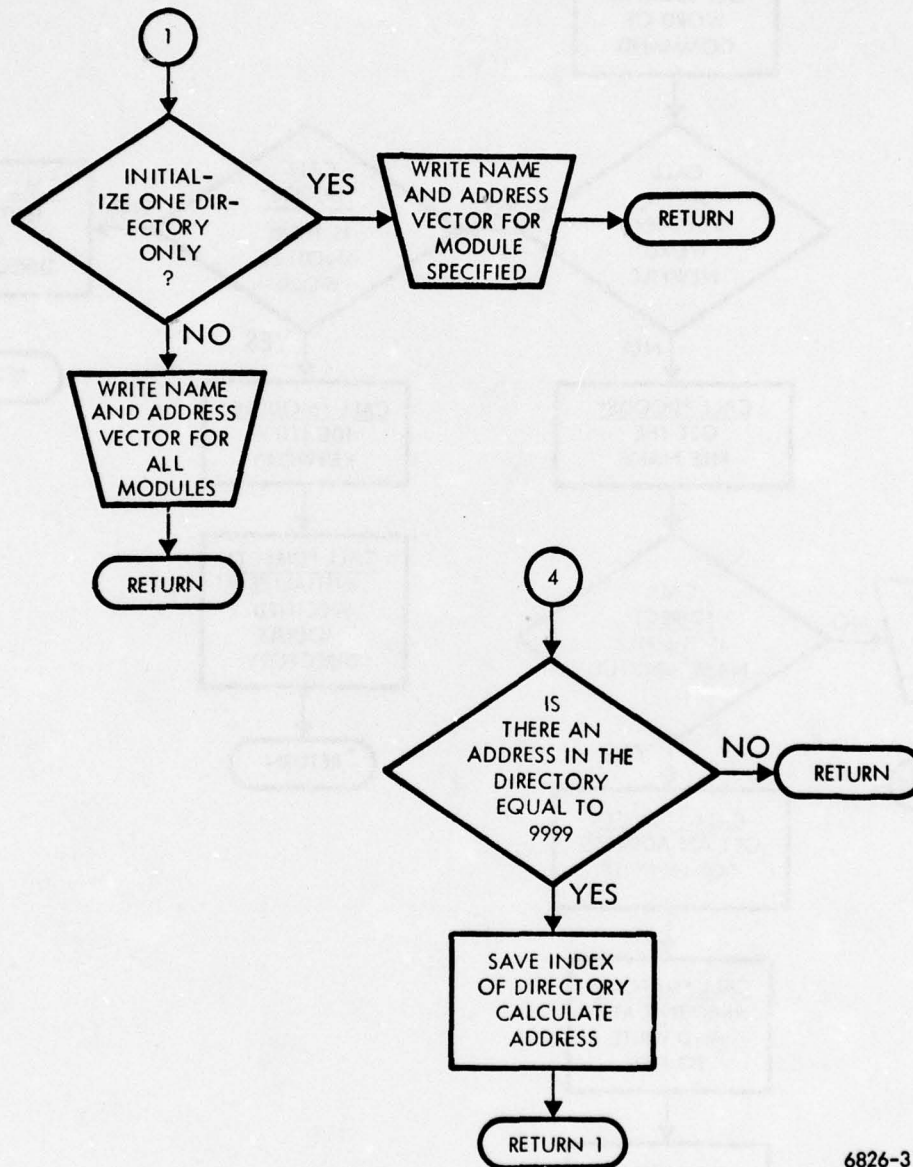 1
INITIAL-
IZE ONE DIR-
ECTORY
ONLY
?
YES
WRITE NAME
AND ADDRESS
VECTOR FOR
MODULE
SPECIFIED
RETURN
NO
WRITE NAME
AND ADDRESS
VECTOR FOR
ALL
MODULES
RETURN
4
IS
THERE AN
ADDRESS IN THE
DIRECTORY
EQUAL TO
9999
NO
RETURN
YES
SAVE INDEX
OF DIRECTORY
CALCULATE
ADDRESS
RETURN 1
6826-3